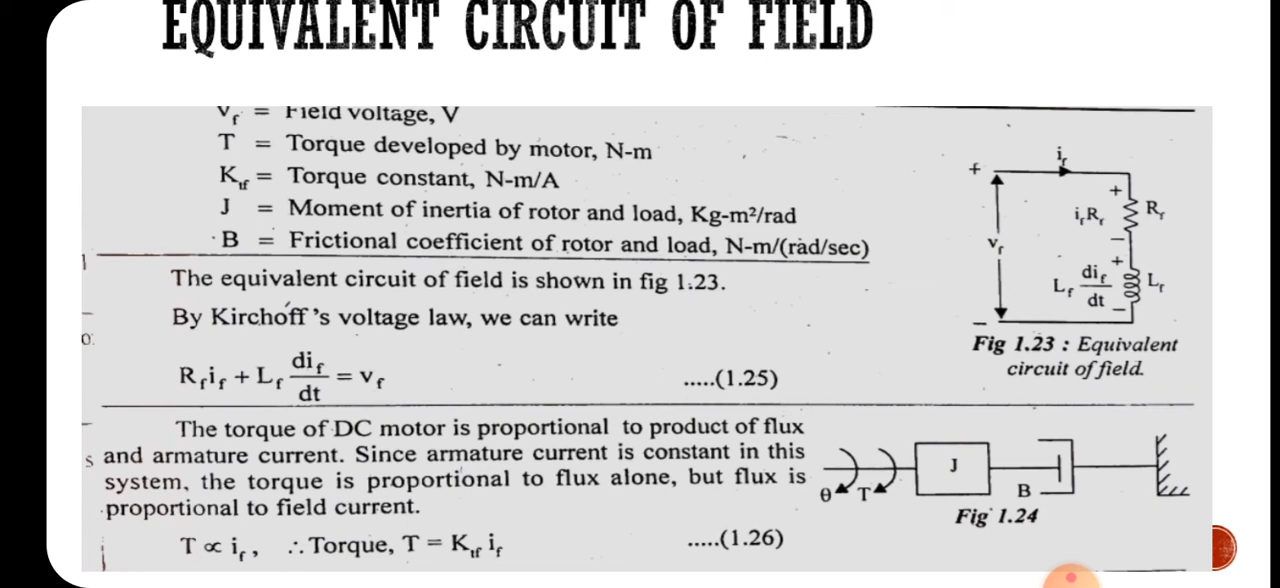 EQUIVALENT CIRCUIT OF FIELD
V_f = Field voltage, V
T = Torque developed by motor, N-m
K_tf = Torque constant, N-m/A
J = Moment of inertia of rotor and load, Kg-m²/rad
B = Frictional coefficient of rotor and load, N-m/(rad/sec)
The equivalent circuit of field is shown in fig 1.23.
By Kirchoff's voltage law, we can write
R_f i_f + L_f di_f/dt = v_f .....(1.25)
+ i_f
+
i_f R_f R_f
−
v_f
+
L_f di_f/dt L_f
−
−
Fig 1.23 : Equivalent
circuit of field.
The torque of DC motor is proportional to product of flux
and armature current. Since armature current is constant in this
system, the torque is proportional to flux alone, but flux is
proportional to field current.
T ∝ i_f, ∴ Torque, T = K_tf i_f .....(1.26)
J
θ T B
Fig 1.24